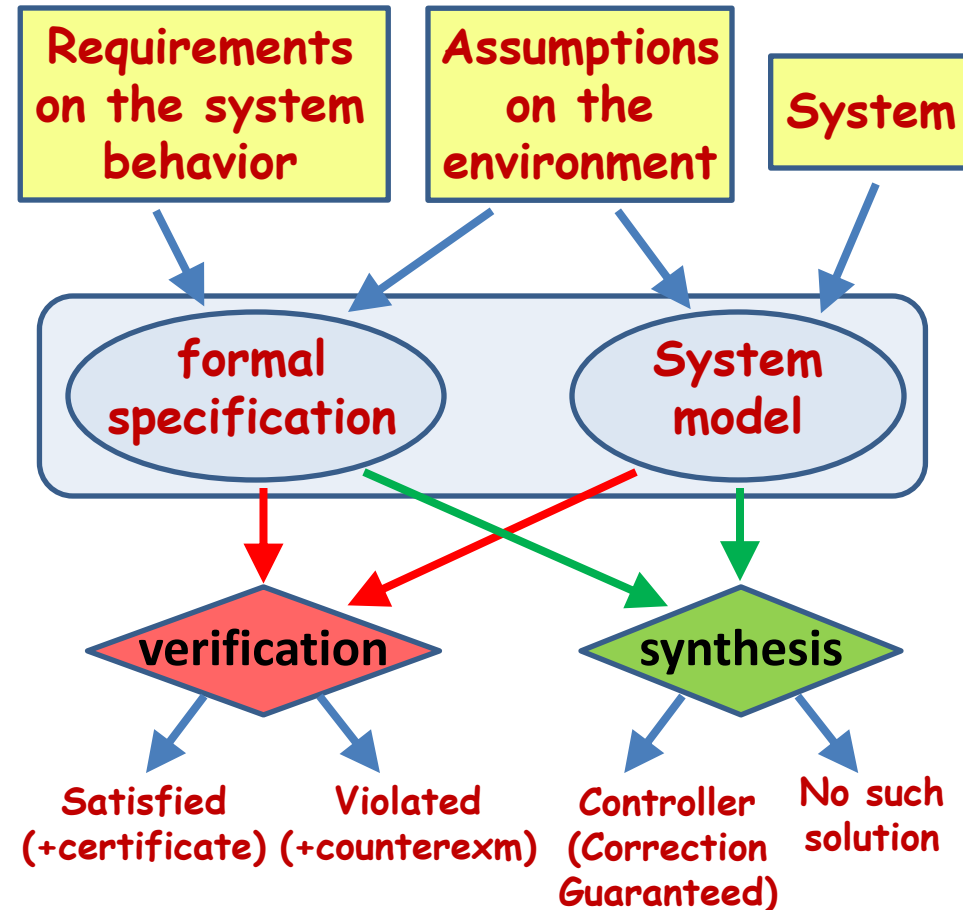 Requirements
on the system
behavior
Assumptions
on the
environment
System
formal
specification
System
model
verification
synthesis
Satisfied
(+certificate)
Violated
(+counterexm)
Controller
(Correction
Guaranteed)
No such
solution